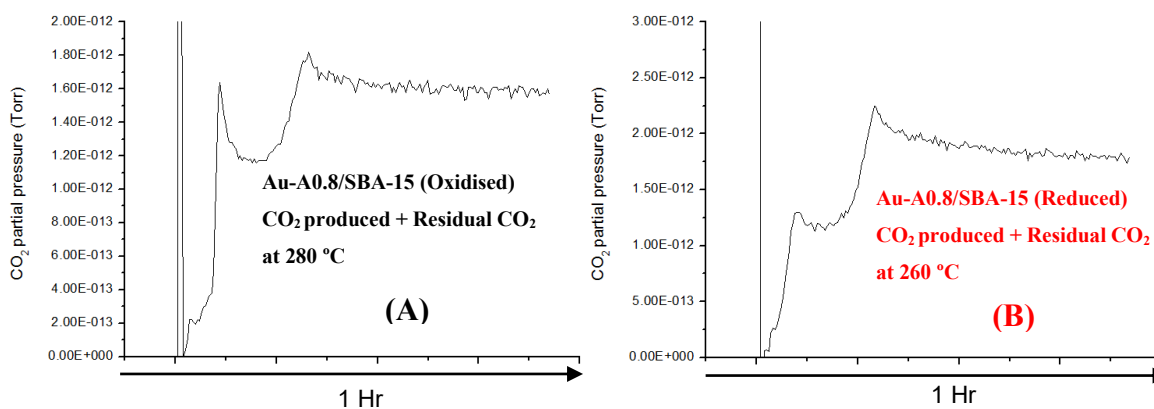 2.00E-012
1.80E-012
1.60E-012
1.40E-012
1.20E-012
1.00E-012
8.00E-013
6.00E-013
4.00E-013
2.00E-013
0.00E+000
CO₂ partial pressure (Torr)
Au-A0.8/SBA-15 (Oxidised)
CO₂ produced + Residual CO₂
at 280 ºC
(A)
1 Hr
3.00E-012
2.50E-012
2.00E-012
1.50E-012
1.00E-012
5.00E-013
0.00E+000
CO₂ partial pressure (Torr)
Au-A0.8/SBA-15 (Reduced)
CO₂ produced + Residual CO₂
at 260 ºC
(B)
1 Hr